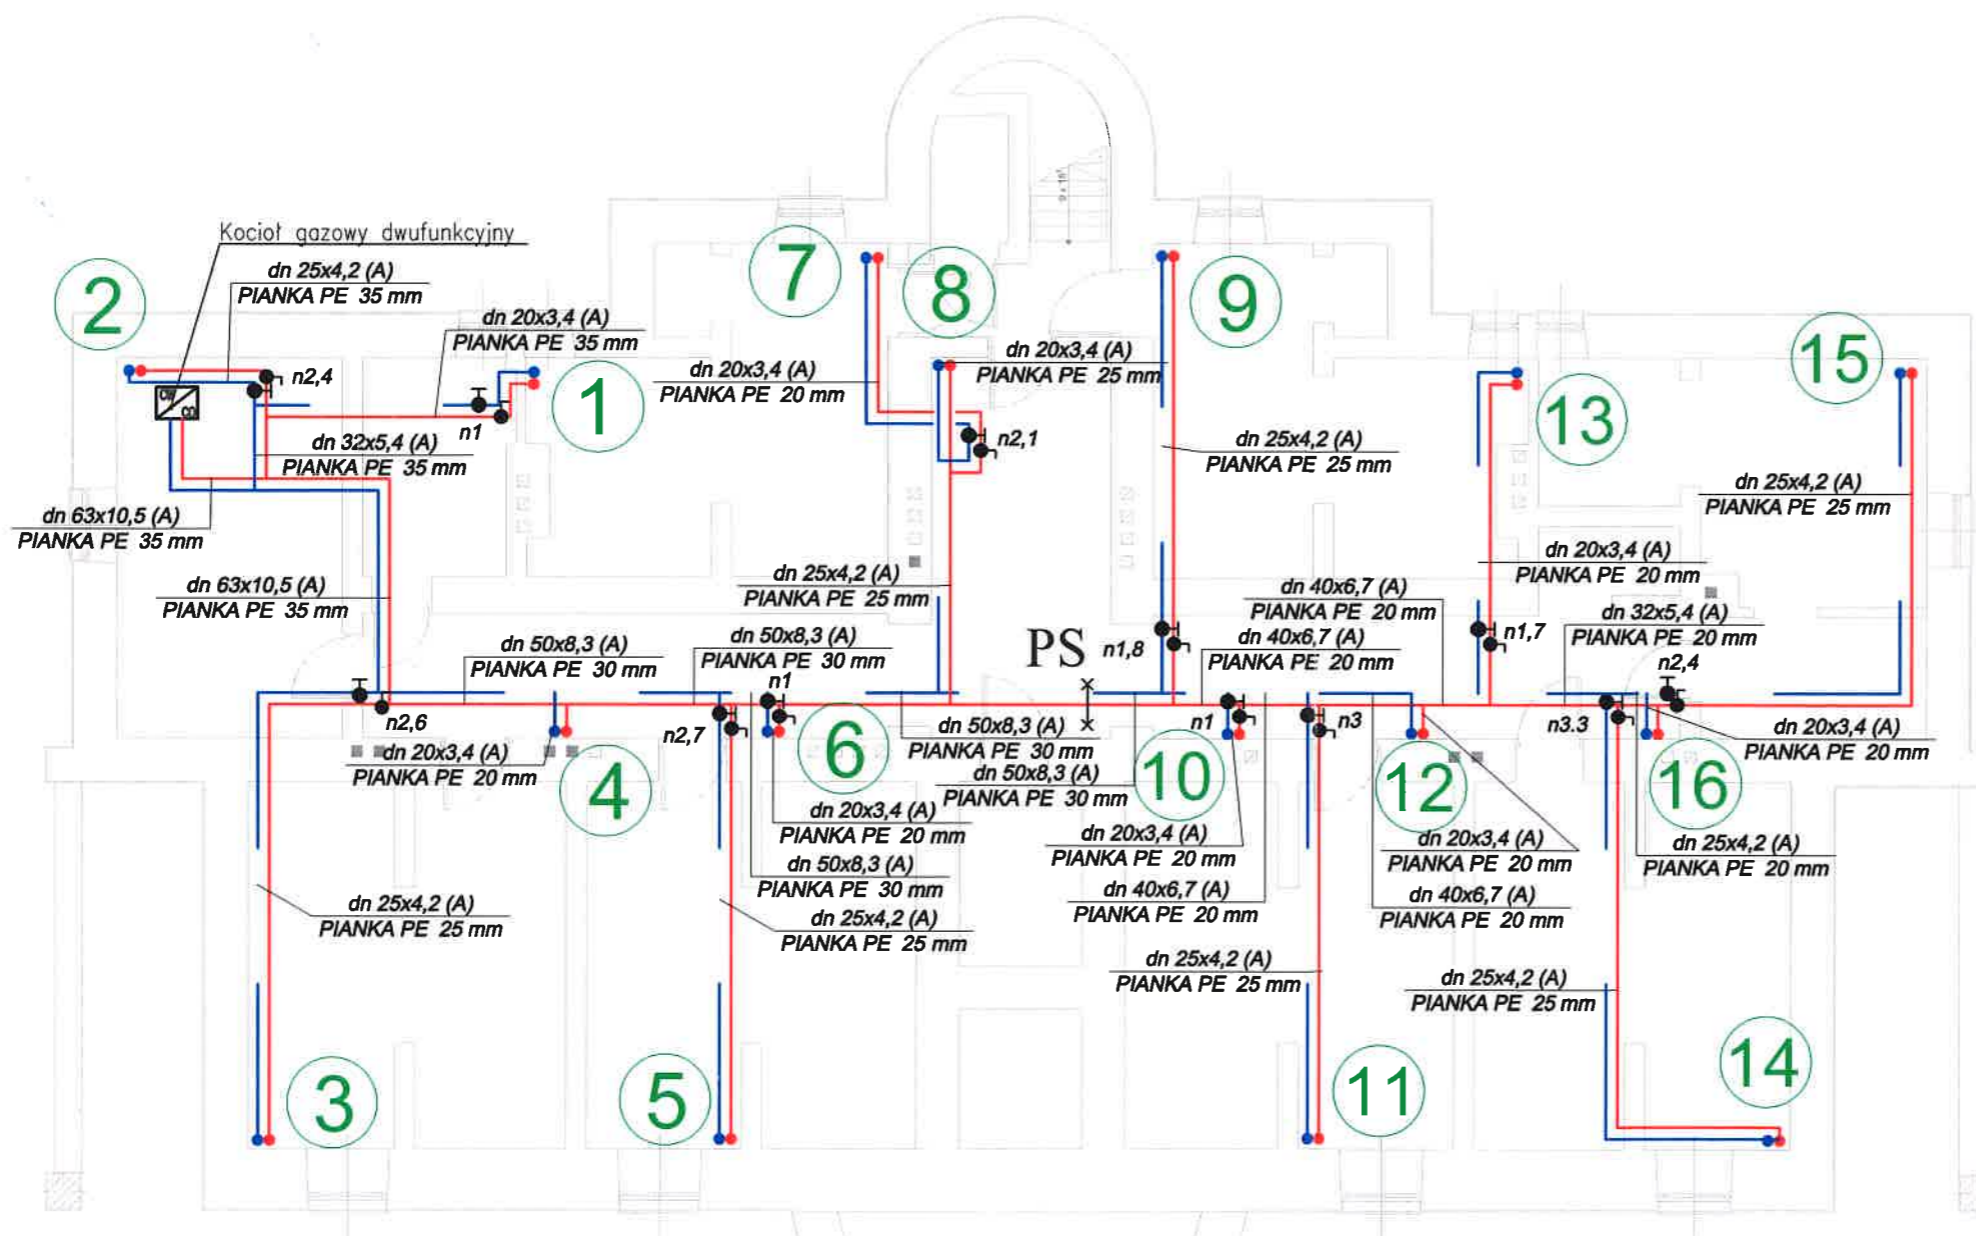 9 x 18⁵
Kocioł gazowy dwufunkcyjny
7
8
9
2
dn 25x4,2 (A)
PIANKA PE 35 mm
dn 20x3,4 (A)
PIANKA PE 35 mm
15
n2,4
dn 20x3,4 (A)
PIANKA PE 20 mm
dn 20x3,4 (A)
PIANKA PE 25 mm
CW
CO
1
13
n1
n2,1
dn 32x5,4 (A)
PIANKA PE 35 mm
dn 25x4,2 (A)
PIANKA PE 25 mm
dn 25x4,2 (A)
PIANKA PE 25 mm
dn 63x10,5 (A)
PIANKA PE 35 mm
dn 20x3,4 (A)
PIANKA PE 20 mm
dn 63x10,5 (A)
PIANKA PE 35 mm
dn 25x4,2 (A)
PIANKA PE 25 mm
dn 40x6,7 (A)
PIANKA PE 20 mm
dn 32x5,4 (A)
PIANKA PE 20 mm
dn 50x8,3 (A)
PIANKA PE 30 mm
dn 50x8,3 (A)
PIANKA PE 30 mm
PS
n1,8
dn 40x6,7 (A)
PIANKA PE 20 mm
n1,7
n2,4
n1
n2,6
n2,7
6
n1
n3
n3.3
dn 50x8,3 (A)
PIANKA PE 30 mm
dn 20x3,4 (A)
PIANKA PE 20 mm
dn 20x3,4 (A)
PIANKA PE 20 mm
4
dn 50x8,3 (A)
PIANKA PE 30 mm
10
12
16
dn 20x3,4 (A)
PIANKA PE 20 mm
dn 20x3,4 (A)
PIANKA PE 20 mm
dn 20x3,4 (A)
PIANKA PE 20 mm
dn 25x4,2 (A)
PIANKA PE 20 mm
dn 50x8,3 (A)
PIANKA PE 30 mm
dn 40x6,7 (A)
PIANKA PE 20 mm
dn 40x6,7 (A)
PIANKA PE 20 mm
dn 25x4,2 (A)
PIANKA PE 25 mm
dn 25x4,2 (A)
PIANKA PE 25 mm
dn 25x4,2 (A)
PIANKA PE 25 mm
dn 25x4,2 (A)
PIANKA PE 25 mm
3
5
11
14